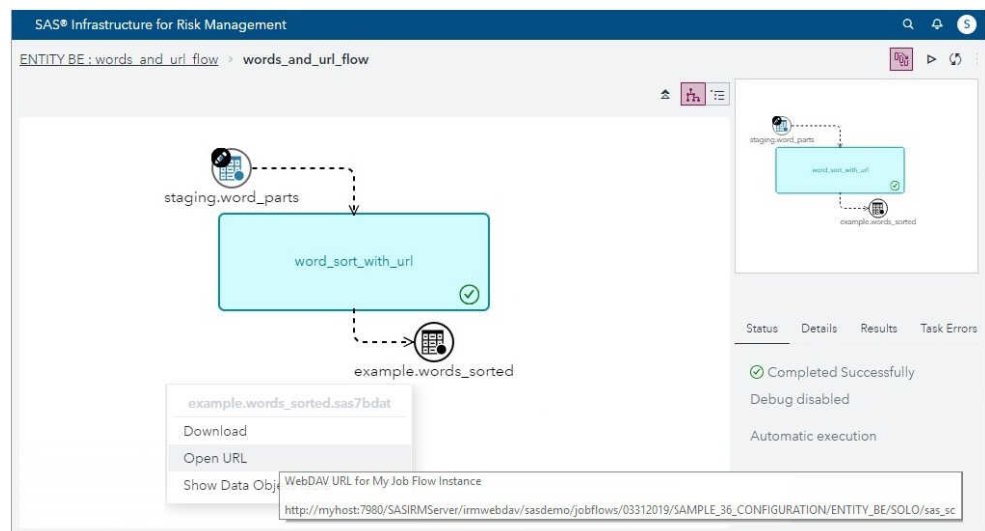 SAS® Infrastructure for Risk Management
S
ENTITY BE : words_and_url_flow > words_and_url_flow
staging.word_parts
word_sort_with_url
example.words_sorted
staging.word_parts
word_sort_with_url
example.words_sorted
Status Details Results Task Errors
Completed Successfully
Debug disabled
Automatic execution
example.words_sorted.sas7bdat
Download
Open URL
Show Data Obje
WebDAV URL for My Job Flow Instance
http://myhost:7980/SASIRMServer/irmwebdav/sasdemo/jobflows/03312019/SAMPLE_36_CONFIGURATION/ENTITY_BE/SOLO/sas_sc